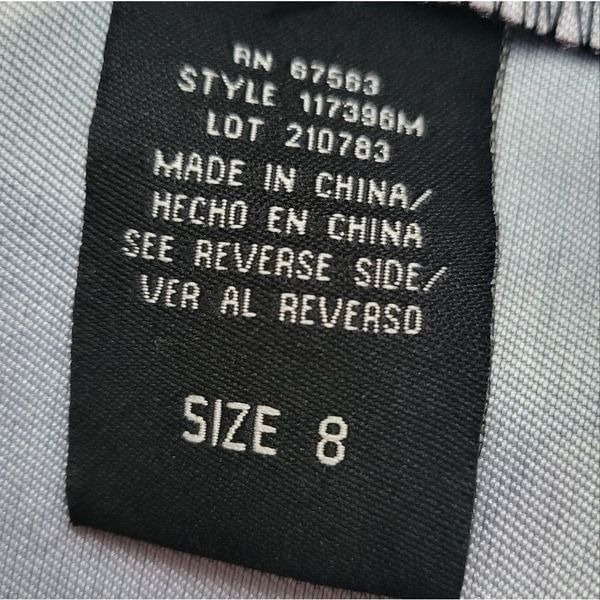 RN 67563
STYLE 117396M
LOT 210783
MADE IN CHINA/
HECHO EN CHINA
SEE REVERSE SIDE/
VER AL REVERSO
SIZE 8